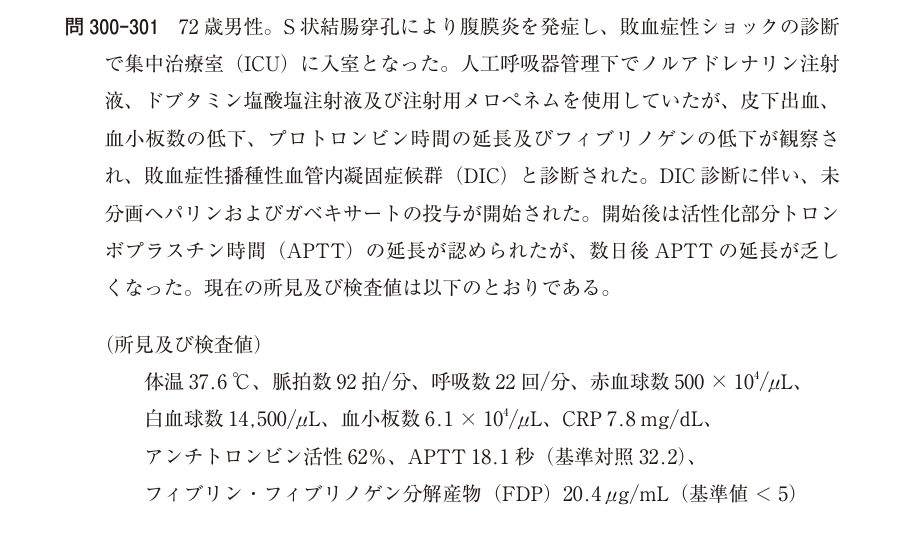 問 300-301 72 歳男性。S 状結腸穿孔により腹膜炎を発症し、敗血症性ショックの診断
で集中治療室（ICU）に入室となった。人工呼吸器管理下でノルアドレナリン注射
液、ドブタミン塩酸塩注射液及び注射用メロペネムを使用していたが、皮下出血、
血小板数の低下、プロトロンビン時間の延長及びフィブリノゲンの低下が観察さ
れ、敗血症性播種性血管内凝固症候群（DIC）と診断された。DIC 診断に伴い、未
分画ヘパリンおよびガベキサートの投与が開始された。開始後は活性化部分トロン
ボプラスチン時間（APTT）の延長が認められたが、数日後 APTT の延長が乏し
くなった。現在の所見及び検査値は以下のとおりである。
（所見及び検査値）
体温 37.6 ℃、脈拍数 92 拍/分、呼吸数 22 回/分、赤血球数 500 × 10⁴/μL、
白血球数 14,500/μL、血小板数 6.1 × 10⁴/μL、CRP 7.8 mg/dL、
アンチトロンビン活性 62％、APTT 18.1 秒（基準対照 32.2）、
フィブリン・フィブリノゲン分解産物（FDP）20.4 μg/mL（基準値 < 5）